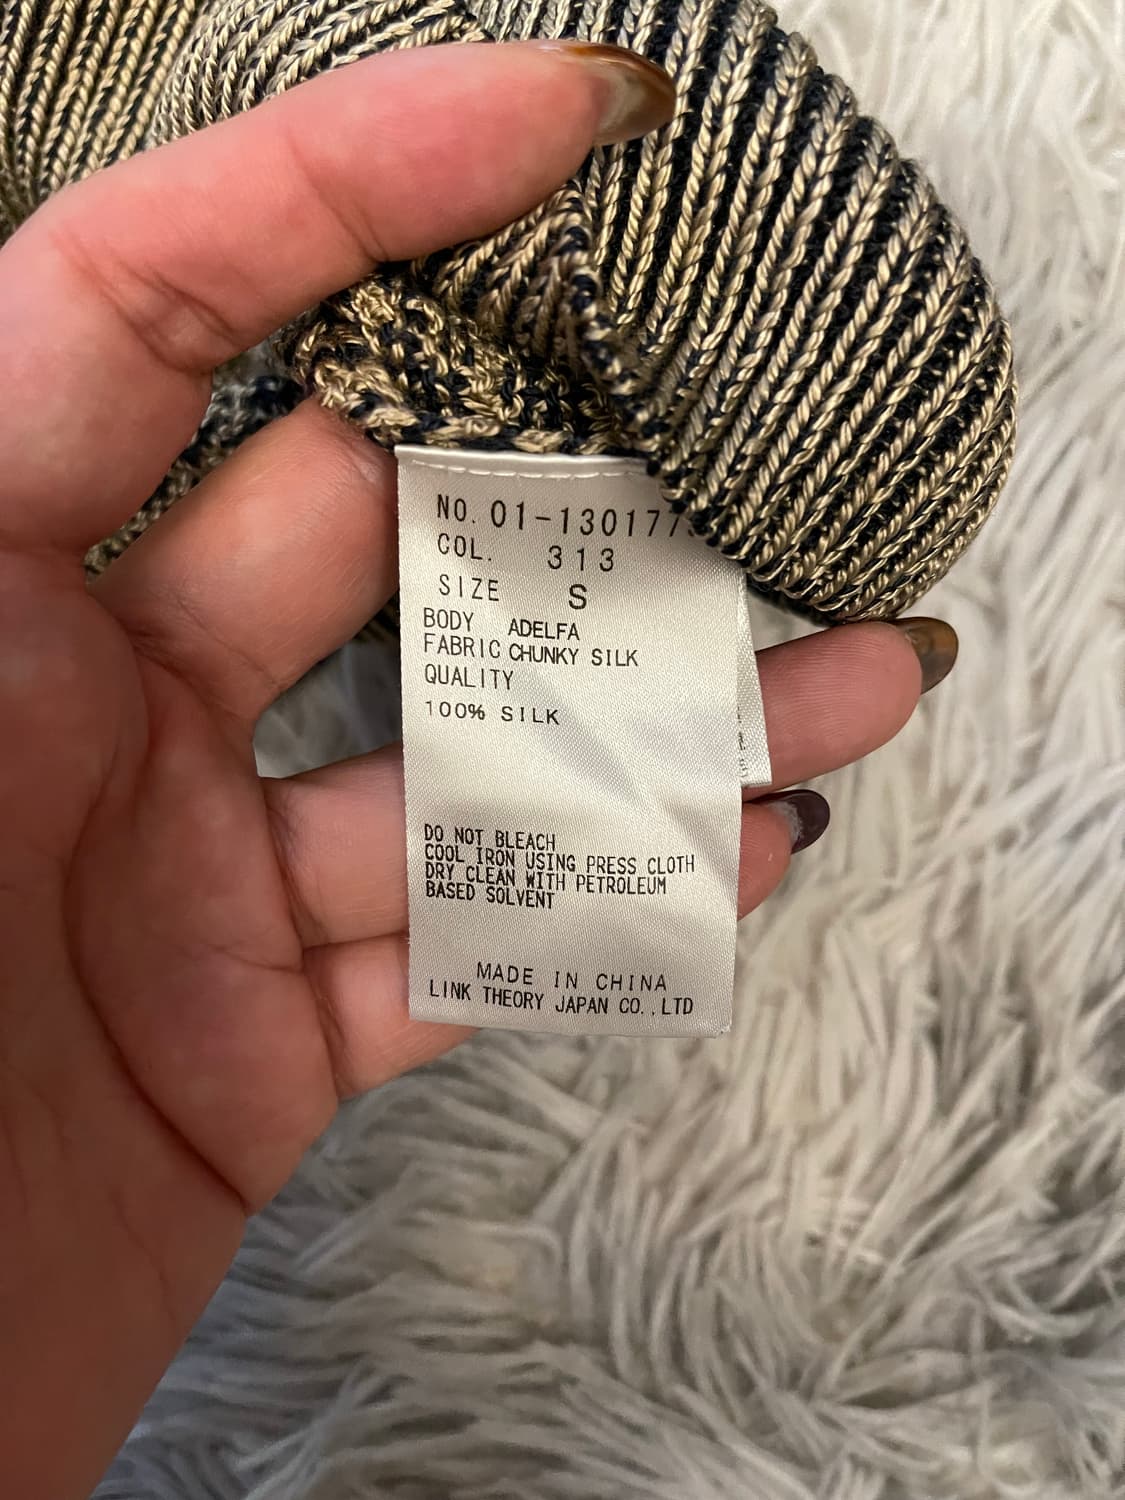 NO. 01-130177
COL. 313
SIZE S
BODY ADELFA
FABRIC CHUNKY SILK
QUALITY
100% SILK
DO NOT BLEACH
COOL IRON USING PRESS CLOTH
DRY CLEAN WITH PETROLEUM
BASED SOLVENT
MADE IN CHINA
LINK THEORY JAPAN CO.,LTD